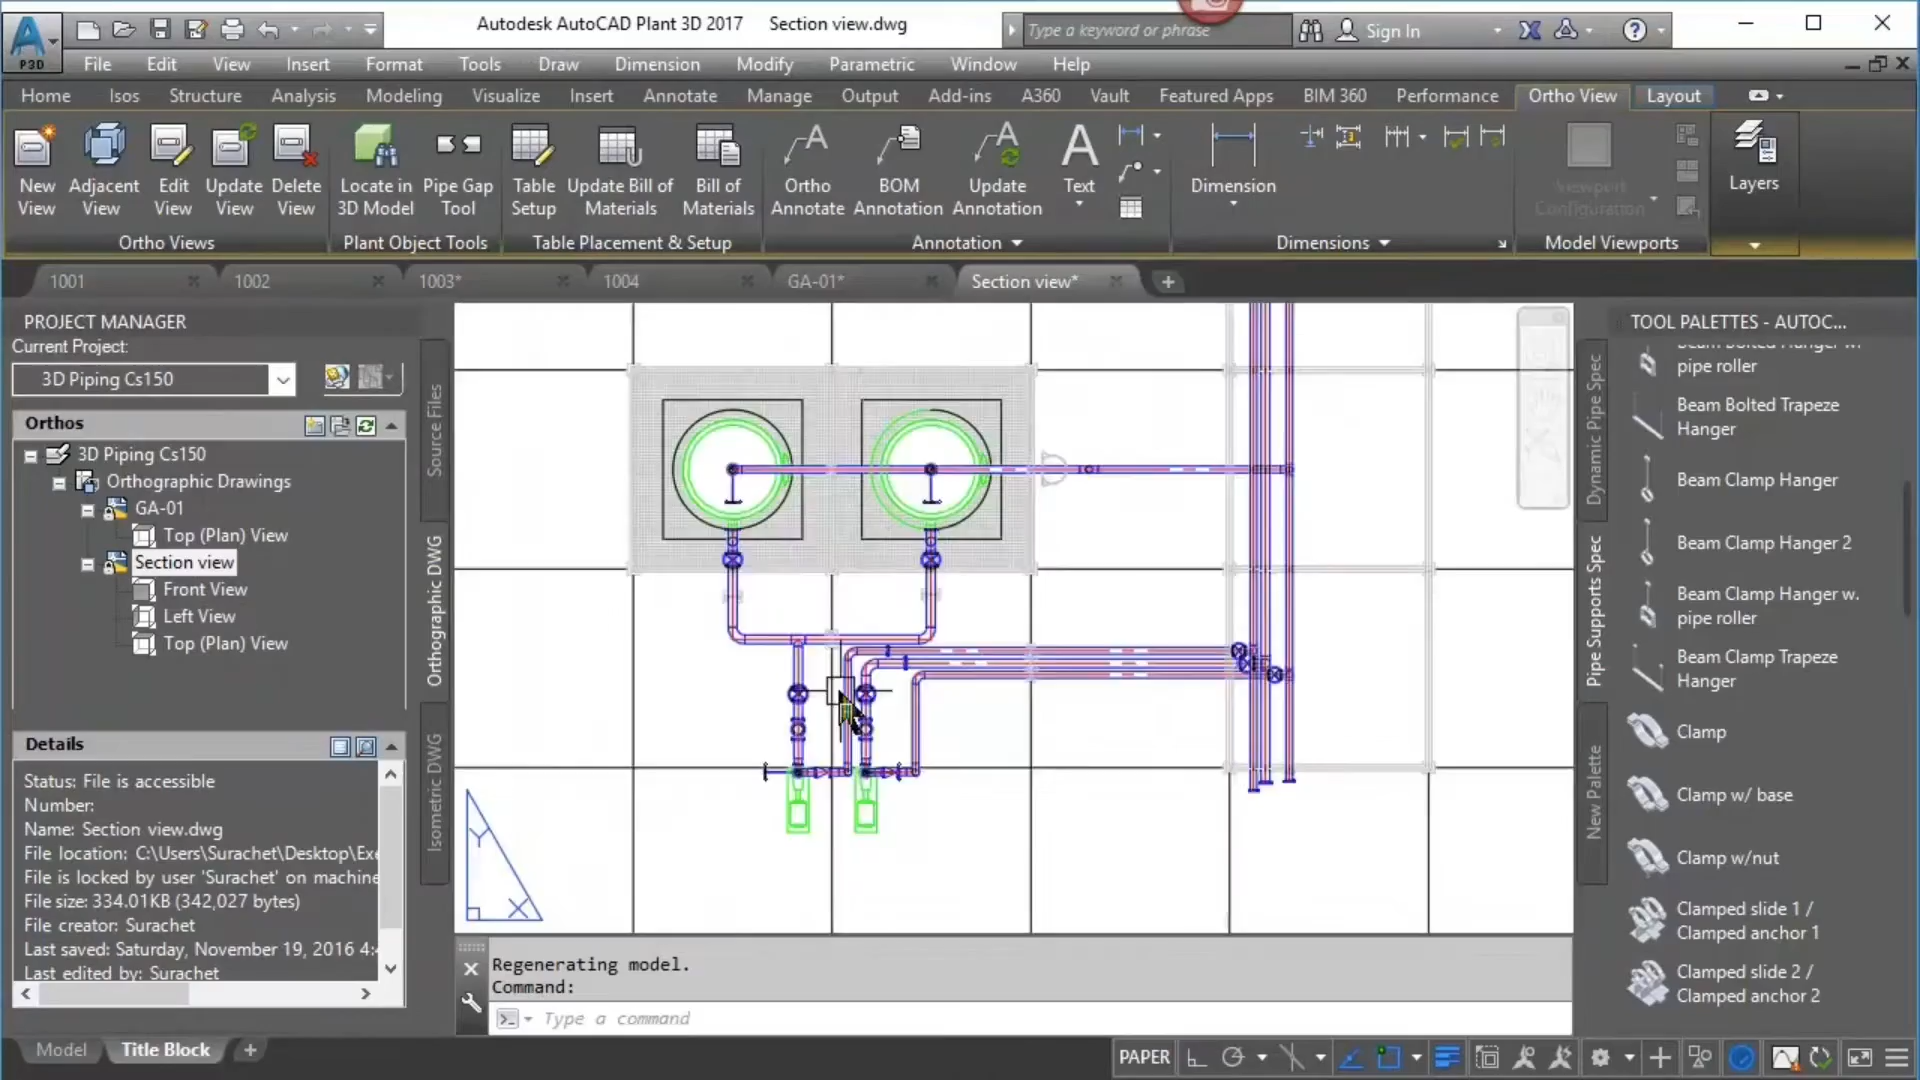 Autodesk AutoCAD Plant 3D 2017 Section view.dwg
Type a keyword or phrase
Sign In
P3D
File Edit View Insert Format Tools Draw Dimension Modify Parametric Window Help
Home Isos Structure Analysis Modeling Visualize Insert Annotate Manage Output Add-ins A360 Vault Featured Apps BIM 360 Performance Ortho View Layout
New View
Adjacent View
Edit View
Update View
Delete View
Locate in 3D Model
Pipe Gap Tool
Table Setup
Update Bill of Materials
Bill of Materials
Ortho Annotate
BOM Annotation
Update Annotation
Text
Dimension
Viewport Configuration
Layers
Ortho Views
Plant Object Tools
Table Placement & Setup
Annotation
Dimensions
Model Viewports
1001 1002 1003* 1004 GA-01* Section view*
PROJECT MANAGER
Current Project:
3D Piping Cs150
Orthos
3D Piping Cs150
Orthographic Drawings
GA-01
Top (Plan) View
Section view
Front View
Left View
Top (Plan) View
Details
Status: File is accessible
Number:
Name: Section view.dwg
File location: C:\Users\Surachet\Desktop\Exe
File is locked by user 'Surachet' on machine
File size: 334.01KB (342,027 bytes)
File creator: Surachet
Last saved: Saturday, November 19, 2016 4:
Last edited by: Surachet
Source Files
Orthographic DWG
Isometric DWG
Y
X
Regenerating model.
Command:
Type a command
Dynamic Pipe Spec
Pipe Supports Spec
New Palette
TOOL PALETTES - AUTOC...
Beam Bolted Hanger w.
pipe roller
Beam Bolted Trapeze
Hanger
Beam Clamp Hanger
Beam Clamp Hanger 2
Beam Clamp Hanger w.
pipe roller
Beam Clamp Trapeze
Hanger
Clamp
Clamp w/ base
Clamp w/nut
Clamped slide 1 /
Clamped anchor 1
Clamped slide 2 /
Clamped anchor 2
Model Title Block
PAPER